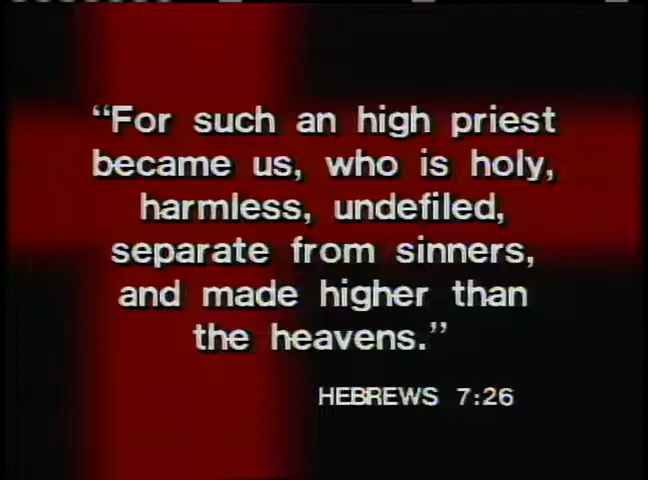 “For such an high priest
became us, who is holy,
harmless, undefiled,
separate from sinners,
and made higher than
the heavens.”
HEBREWS 7:26